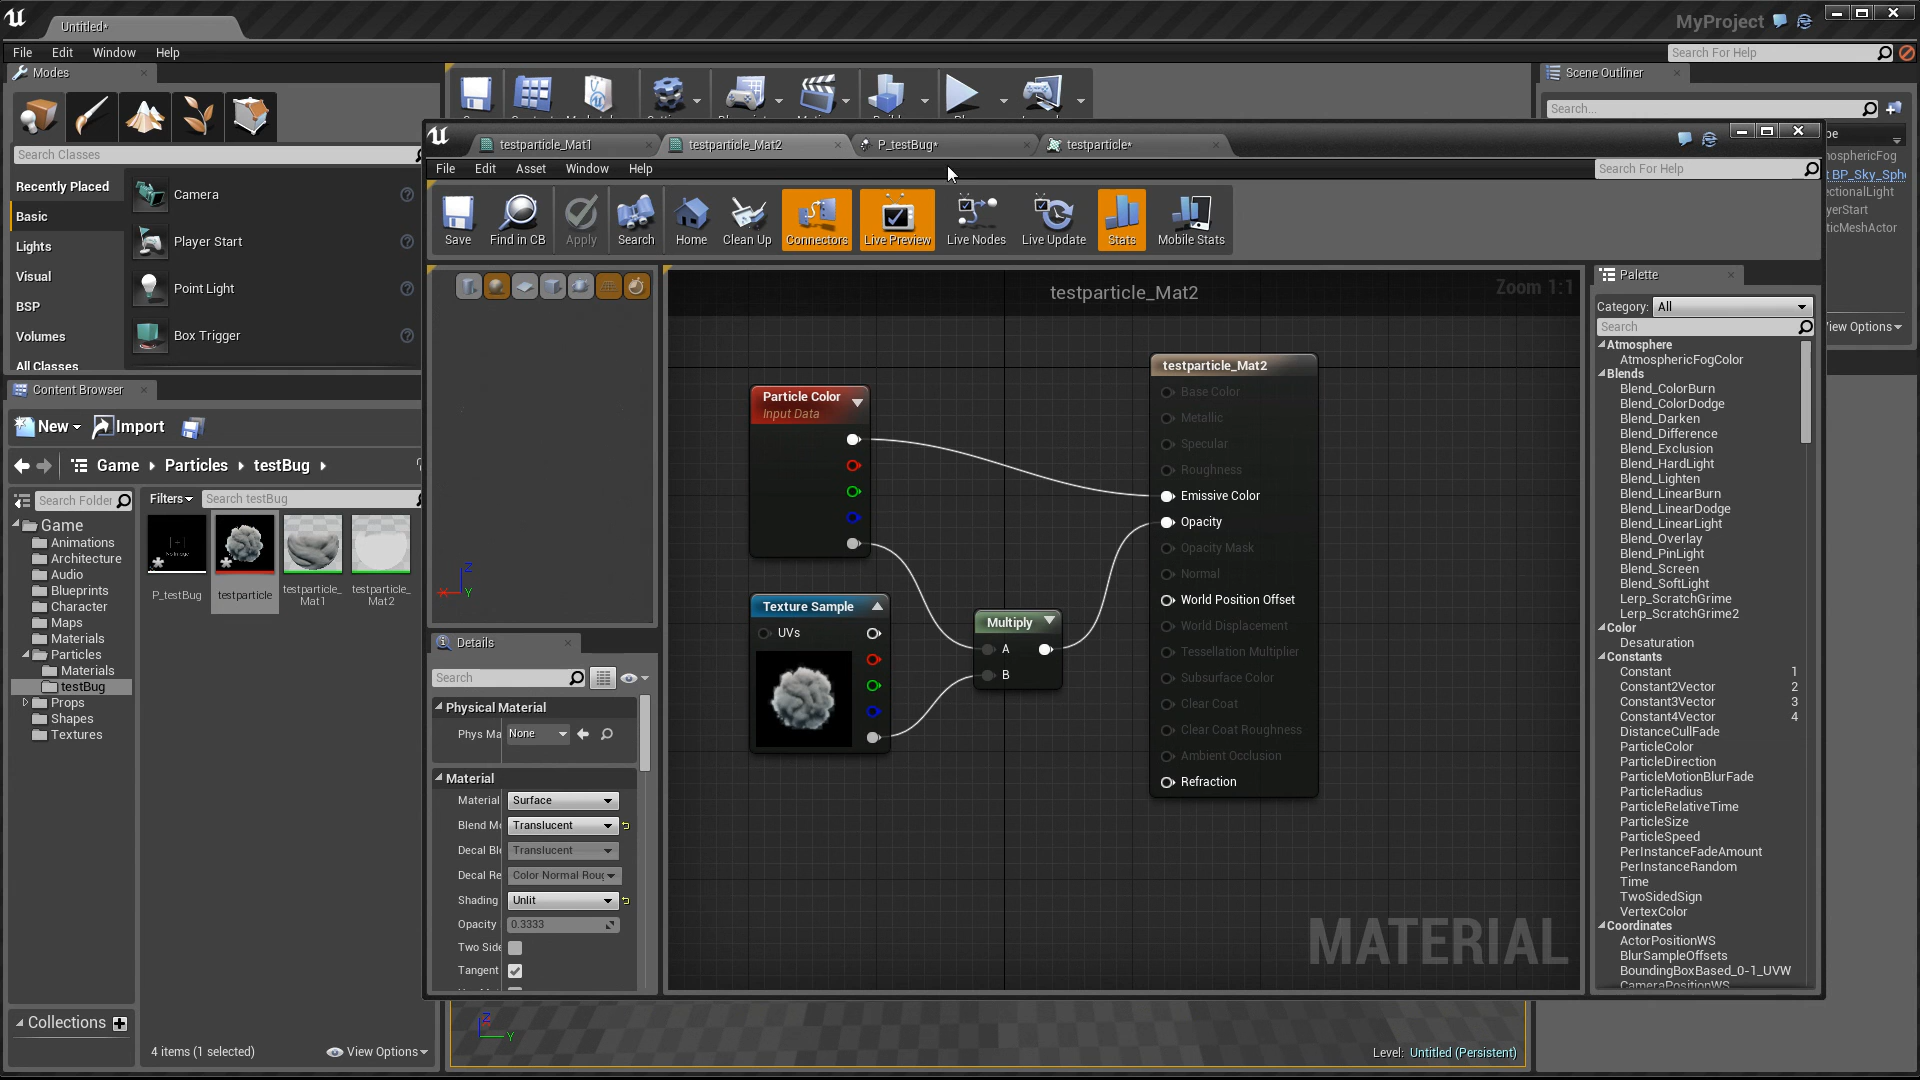 Untitled*
MyProject
File Edit Window Help
Search For Help
Modes
Search Classes
Recently Placed
Basic
Lights
Visual
BSP
Volumes
All Classes
Camera
Player Start
Point Light
Box Trigger
Scene Outliner
Search...
nosphericFog
t BP_Sky_Sphe
ectionalLight
yerStart
ticMeshActor
View Options
Content Browser
New
Import
Game
Particles
testBug
Search Folder
Filters
Search testBug
Game
Animations
Architecture
Audio
Blueprints
Character
Maps
Materials
Particles
Materials
testBug
Props
Shapes
Textures
P_testBug
testparticle
testparticle_
Mat1
testparticle_
Mat2
Collections
4 items (1 selected)
View Options
testparticle_Mat1
testparticle_Mat2
P_testBug*
testparticle*
File Edit Asset Window Help
Search For Help
Save
Find in CB
Apply
Search
Home
Clean Up
Connectors
Live Preview
Live Nodes
Live Update
Stats
Mobile Stats
Z
X
Y
Details
Search
Physical Material
Phys Ma
None
Material
Material
Surface
Blend Mo
Translucent
Decal Ble
Translucent
Decal Re
Color Normal Roug
Shading
Unlit
Opacity
0.3333
Two Side
Tangent
testparticle_Mat2
Zoom 1:1
Particle Color
Input Data
Texture Sample
UVs
Multiply
A
B
testparticle_Mat2
Base Color
Metallic
Specular
Roughness
Emissive Color
Opacity
Opacity Mask
Normal
World Position Offset
World Displacement
Tessellation Multiplier
Subsurface Color
Clear Coat
Clear Coat Roughness
Ambient Occlusion
Refraction
MATERIAL
Palette
Category: All
Search
Atmosphere
AtmosphericFogColor
Blends
Blend_ColorBurn
Blend_ColorDodge
Blend_Darken
Blend_Difference
Blend_Exclusion
Blend_HardLight
Blend_Lighten
Blend_LinearBurn
Blend_LinearDodge
Blend_LinearLight
Blend_Overlay
Blend_PinLight
Blend_Screen
Blend_SoftLight
Lerp_ScratchGrime
Lerp_ScratchGrime2
Color
Desaturation
Constants
Constant 1
Constant2Vector 2
Constant3Vector 3
Constant4Vector 4
DistanceCullFade
ParticleColor
ParticleDirection
ParticleMotionBlurFade
ParticleRadius
ParticleRelativeTime
ParticleSize
ParticleSpeed
PerInstanceFadeAmount
PerInstanceRandom
Time
TwoSidedSign
VertexColor
Coordinates
ActorPositionWS
BlurSampleOffsets
BoundingBoxBased_0-1_UVW
CameraPositionWS
Z
Y
Level: Untitled (Persistent)